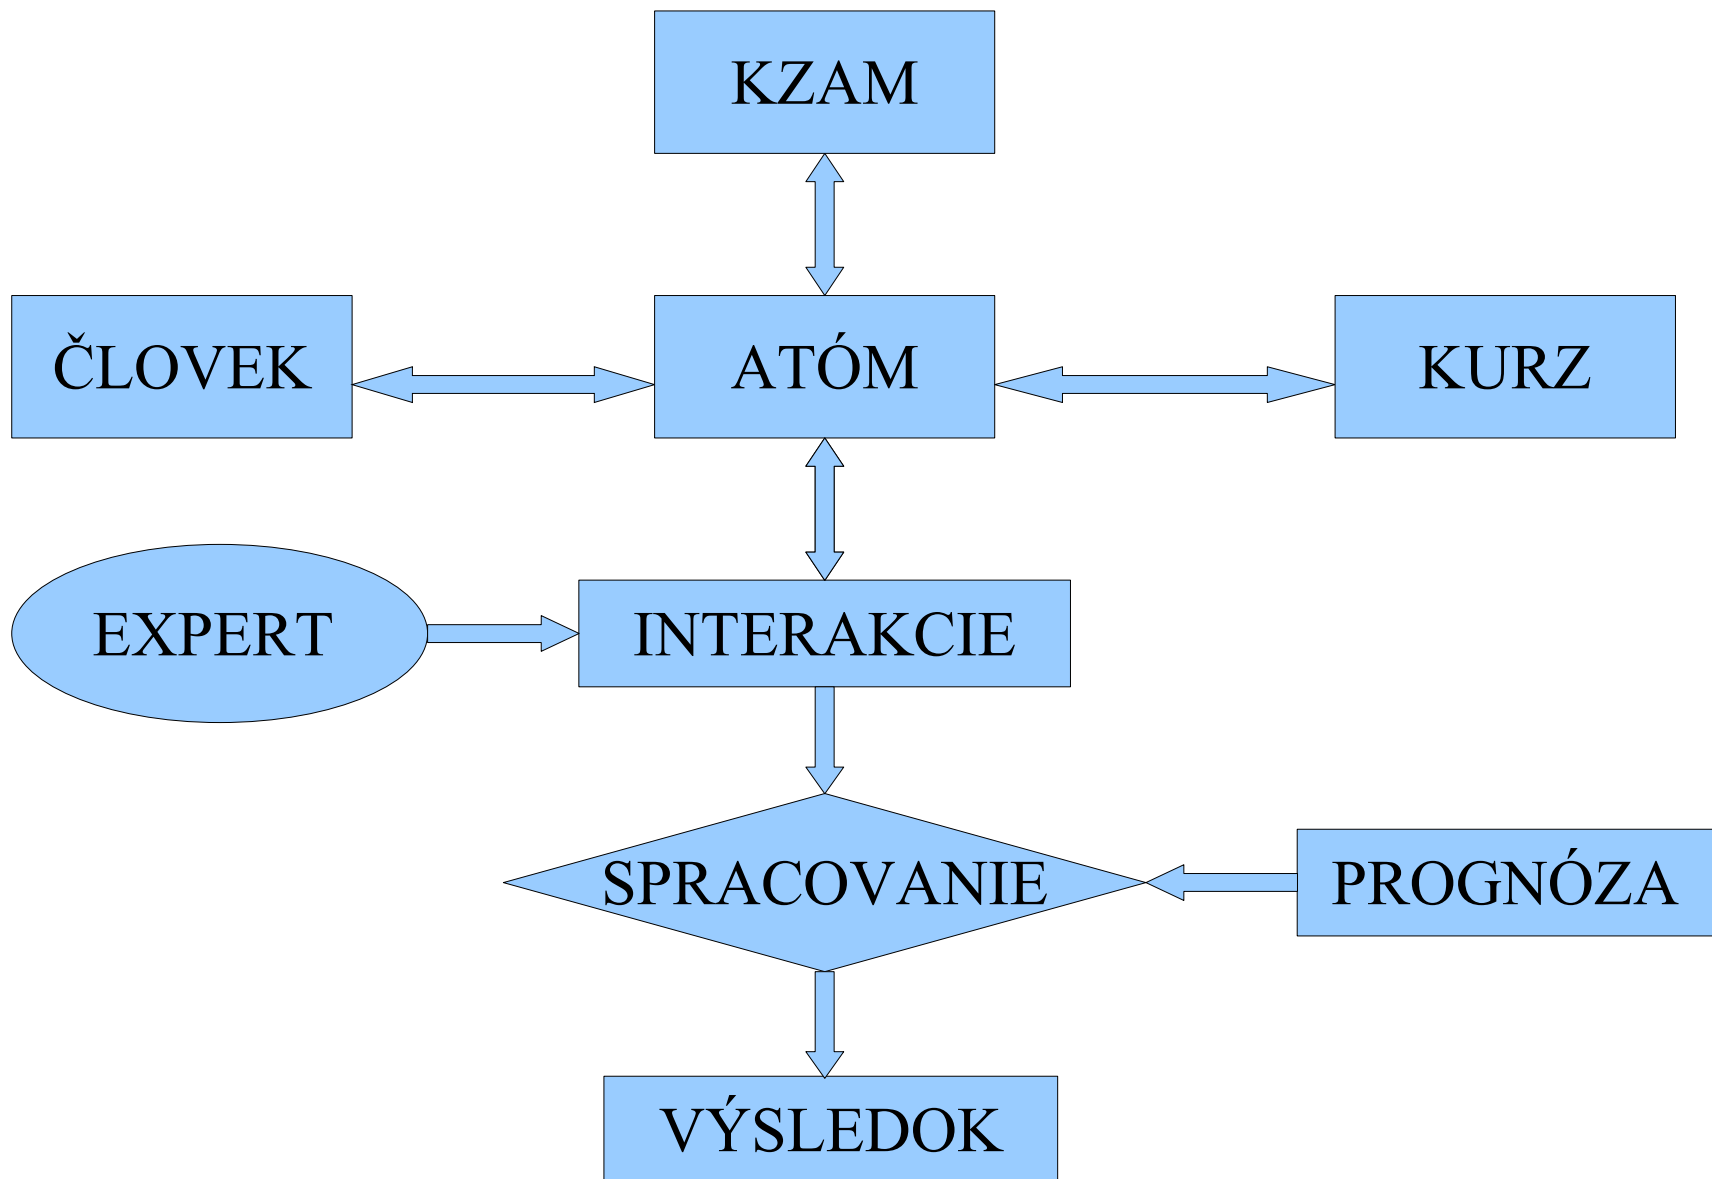 KZAM
ČLOVEK
ATÓM
KURZ
EXPERT
INTERAKCIE
SPRACOVANIE
PROGNÓZA
VÝSLEDOK